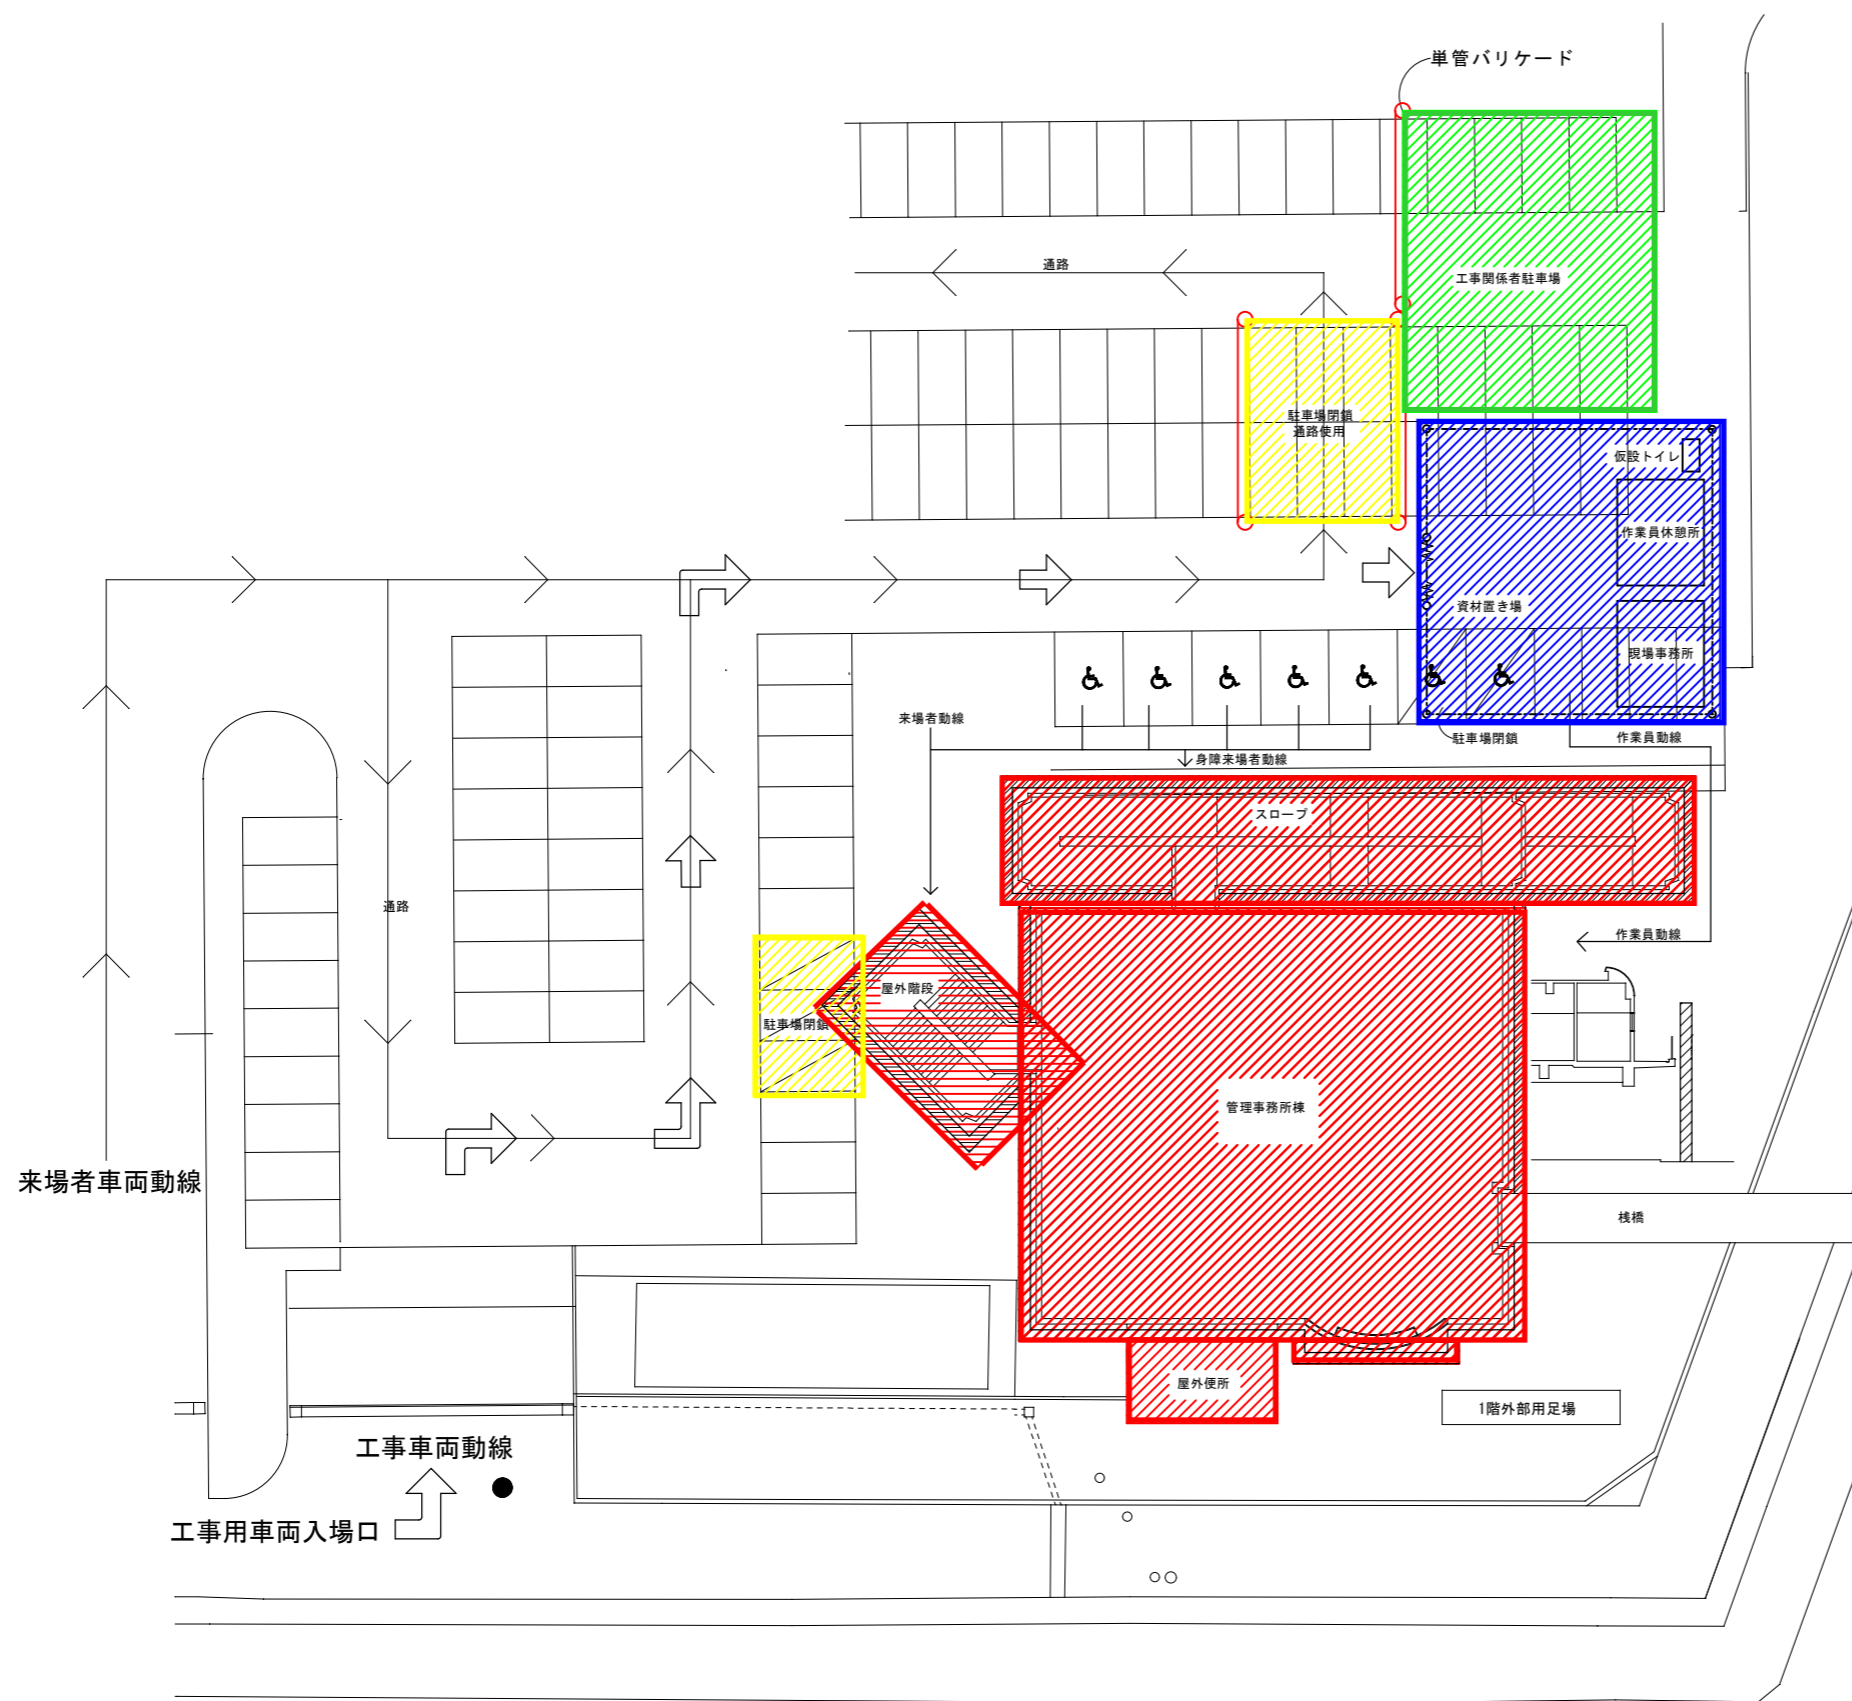 単管バリケード
通路
工事関係者駐車場
駐車場閉鎖
通路使用
仮設トイレ
作業員休憩所
資材置き場
現場事務所
来場者動線
駐車場閉鎖
作業員動線
身障来場者動線
スロープ
通路
作業員動線
屋外階段
駐車場閉鎖
管理事務所棟
来場者車両動線
桟橋
屋外便所
1階外部用足場
工事車両動線
工事用車両入場口